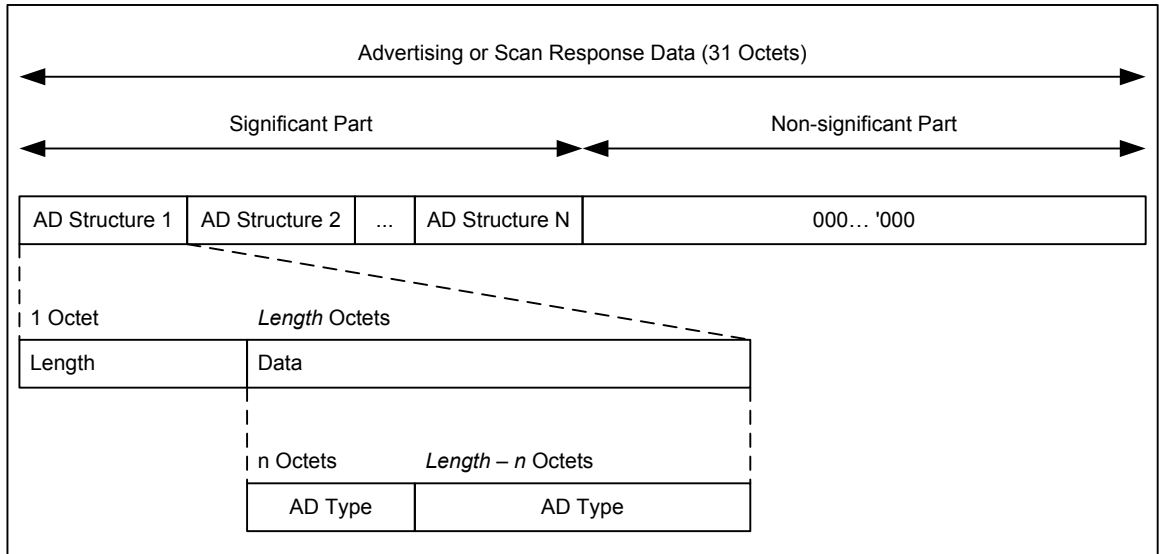 Advertising or Scan Response Data (31 Octets)
Significant Part
Non-significant Part
AD Structure 1
AD Structure 2
...
AD Structure N
000… '000
1 Octet
Length Octets
Length
Data
n Octets
Length – n Octets
AD Type
AD Type